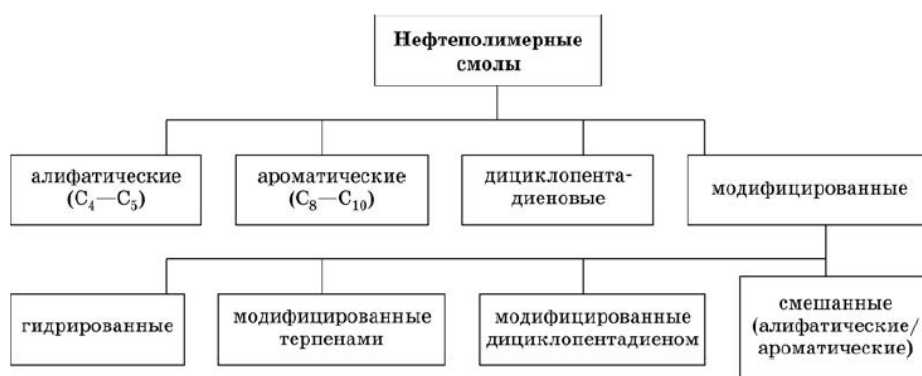 Нефтеполимерные
смолы
алифатические
(C₄—C₅)
ароматические
(C₈—C₁₀)
дициклопента-
диеновые
модифицированные
гидрированные
модифицированные
терпенами
модифицированные
дициклопентадиеном
смешанные
(алифатические/
ароматические)